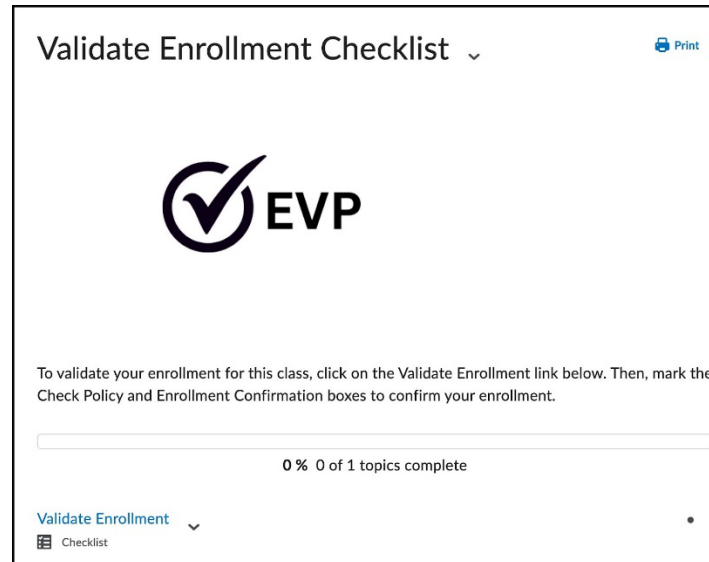 Validate Enrollment Checklist
Print
EVP
To validate your enrollment for this class, click on the Validate Enrollment link below. Then, mark the
Check Policy and Enrollment Confirmation boxes to confirm your enrollment.
0 % 0 of 1 topics complete
Validate Enrollment
Checklist